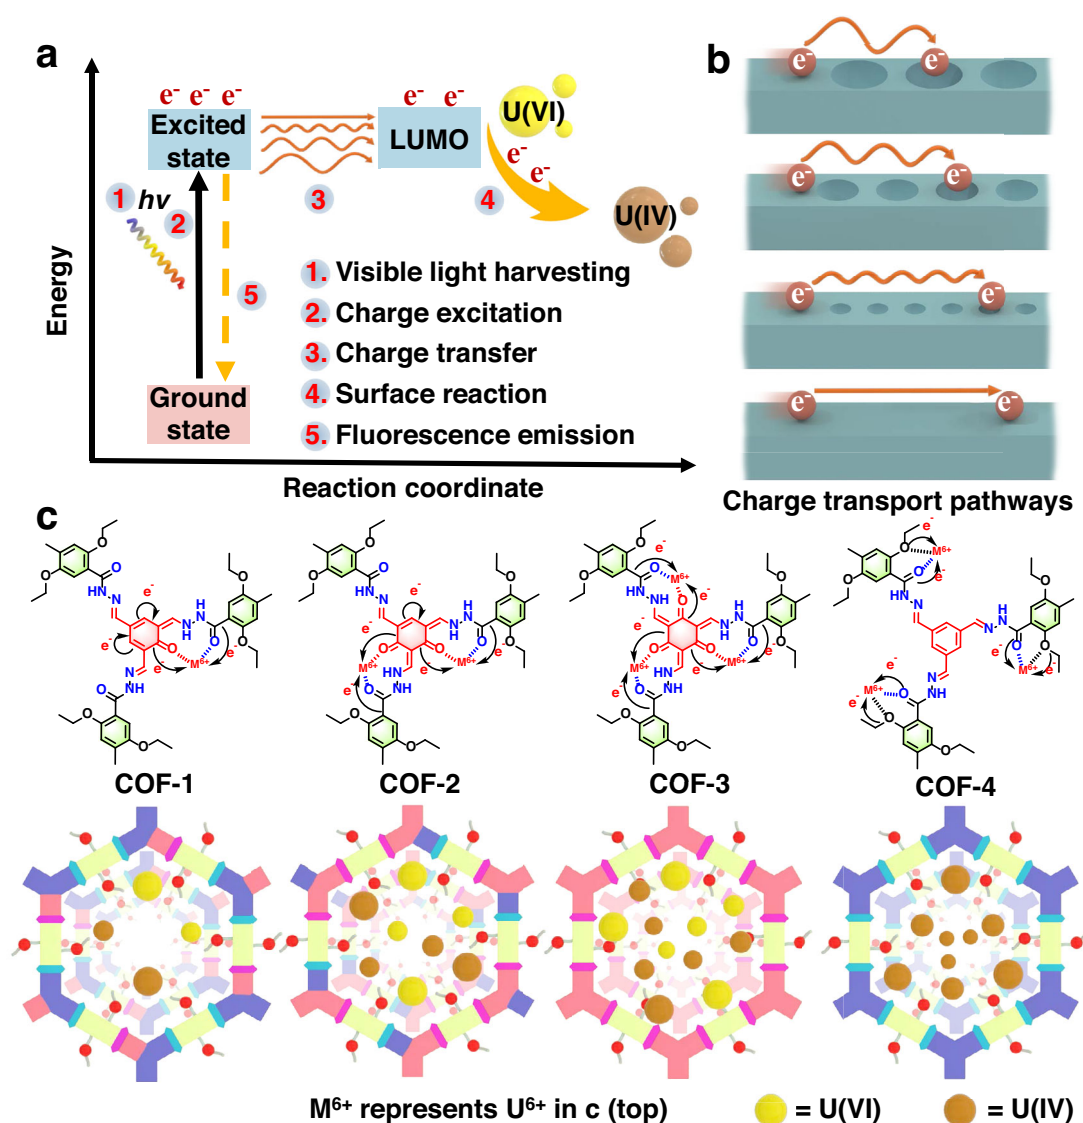 a
Energy
Reaction coordinate
e- e- e-
Excited
state
e- e-
LUMO
U(VI)
e-
e-
U(IV)
1 hv
2
3
4
5
Ground
state
1. Visible light harvesting
2. Charge excitation
3. Charge transfer
4. Surface reaction
5. Fluorescence emission
b
e- e-
e- e-
e- e-
e- e-
Charge transport pathways
c
COF-1
COF-2
COF-3
COF-4
M6+ represents U6+ in c (top)
= U(VI)
= U(IV)